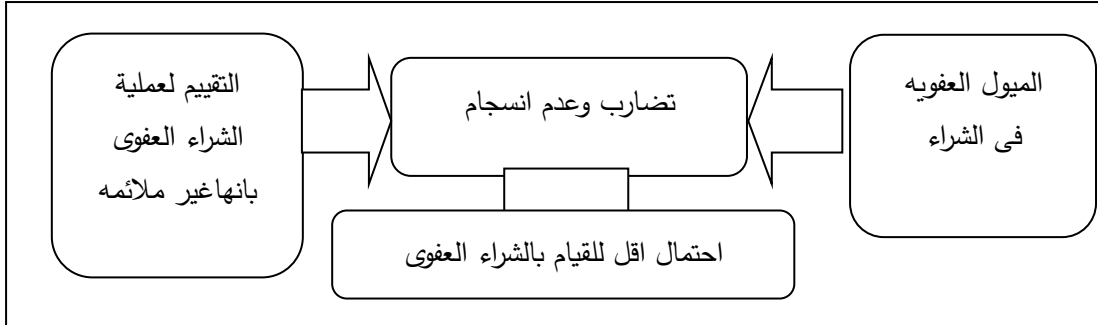 الميول العفويه
فى الشراء
تضارب وعدم انسجام
التقييم لعملية
الشراء العفوى
بانهاغير ملائمه
احتمال اقل للقيام بالشراء العفوى